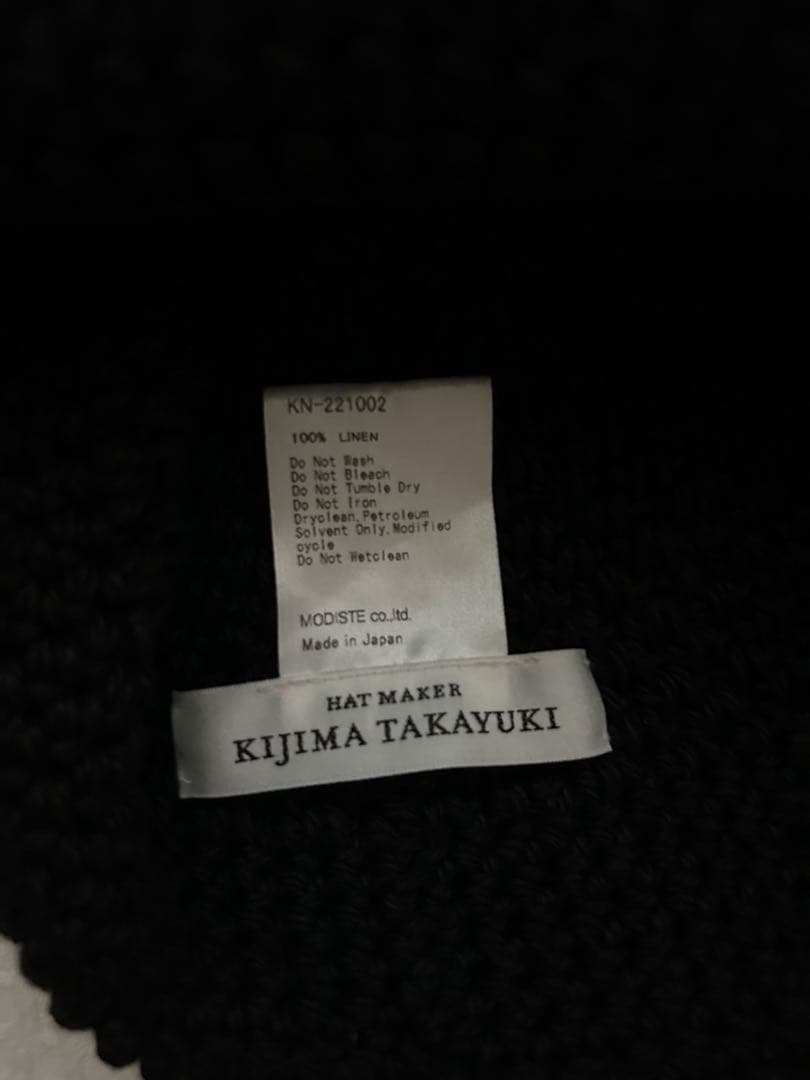 KN-221002
100% LINEN
Do Not Wash
Do Not Bleach
Do Not Tumble Dry
Do Not Iron
Dryclean,Petroleum
Solvent Only,Modified
cycle
Do Not Wetclean
MODISTE co.,ltd.
Made in Japan
HAT MAKER
KIJIMA TAKAYUKI